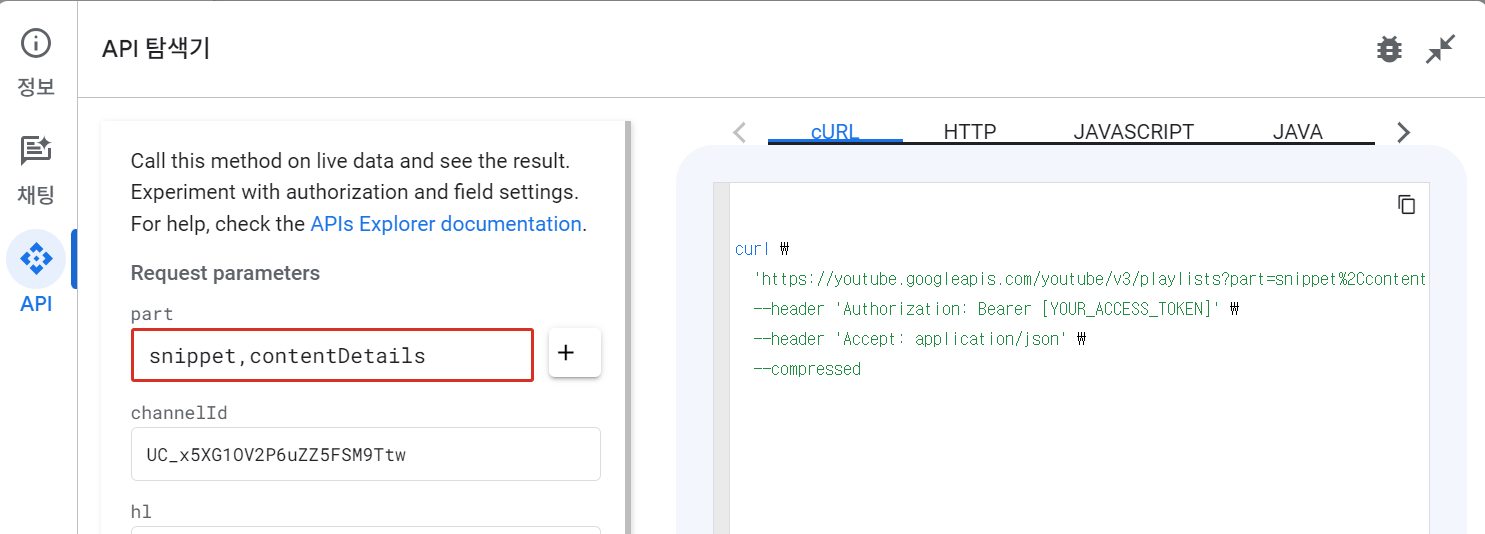 정보
채팅
API
API 탐색기
Call this method on live data and see the result.
Experiment with authorization and field settings.
For help, check the APIs Explorer documentation.
Request parameters
part
snippet,contentDetails
+
channelId
UC_x5XG1OV2P6uZZ5FSM9Ttw
hl
cURL
HTTP
JAVASCRIPT
JAVA
curl ₩
'https://youtube.googleapis.com/youtube/v3/playlists?part=snippet%2Ccontent
--header 'Authorization: Bearer [YOUR_ACCESS_TOKEN]' ₩
--header 'Accept: application/json' ₩
--compressed